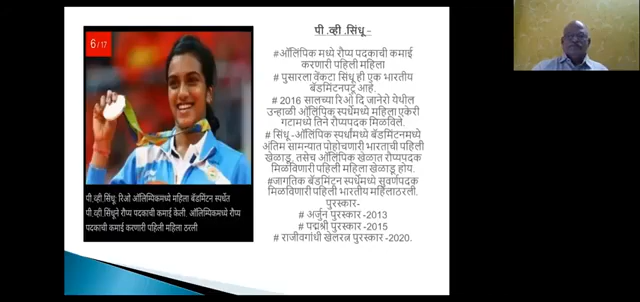 6 / 17
पी.व्ही.सिंधू, रिओ ऑलिम्पिकमध्ये महिला बॅडमिंटन स्पर्धेत
पी.व्ही.सिंधूने रौप्य पदकाची कमाई केली, ऑलिम्पिकमध्ये रौप्य
पदकाची कमाई करणारी पहिली महिला ठरली
पी .व्ही .सिंधू –
#ऑलिंपिक मध्ये रौप्य पदकाची कमाई
करणारी पहिली महिला
# पुसारला वेंकटा सिंधू ही एक भारतीय
बॅडमिंटनपटू आहे.
# 2016 सालच्या रिओ दि जानेरो येथील
उन्हाळी ऑलिंपिक स्पर्धेमध्ये महिला एकेरी
गटामध्ये तिने रौप्यपदक मिळविले.
# सिंधू -ऑलिंपिक स्पर्धांमध्ये बॅडमिंटनमध्ये
अंतिम सामन्यात पोहोचणारी भारताची पहिली
खेळाडू, तसेच ऑलिंपिक खेळात रौप्यपदक
मिळविणारी पहिली महिला खेळाडू होय.
#जागतिक बॅडमिंटन स्पर्धेमध्ये सुवर्णपदक
मिळविणारी पहिली भारतीय महिलाठरली.
पुरस्कार-
# अर्जुन पुरस्कार -2013
# पद्मश्री पुरस्कार -2015
# राजीवगांधी खेलरत्न पुरस्कार -2020.